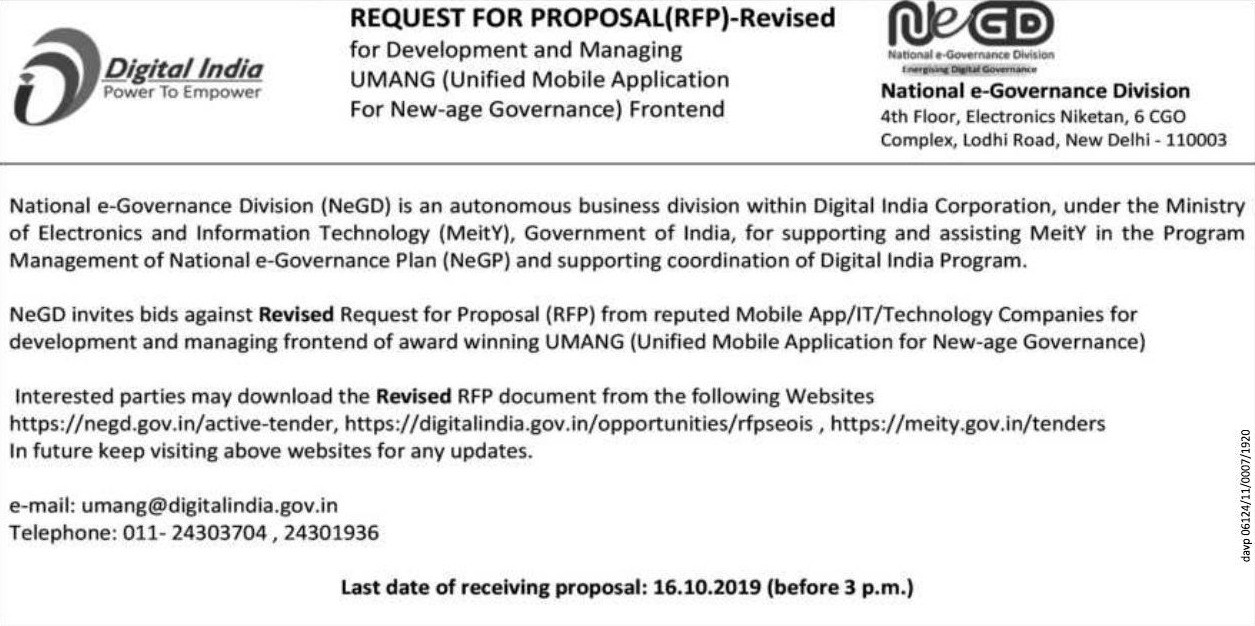 Digital India
Power To Empower
REQUEST FOR PROPOSAL(RFP)-Revised
for Development and Managing
UMANG (Unified Mobile Application
For New-age Governance) Frontend
NeGD
National e-Governance Division
Energising Digital Governance
National e-Governance Division
4th Floor, Electronics Niketan, 6 CGO
Complex, Lodhi Road, New Delhi - 110003
National e-Governance Division (NeGD) is an autonomous business division within Digital India Corporation, under the Ministry
of Electronics and Information Technology (MeitY), Government of India, for supporting and assisting MeitY in the Program
Management of National e-Governance Plan (NeGP) and supporting coordination of Digital India Program.
NeGD invites bids against Revised Request for Proposal (RFP) from reputed Mobile App/IT/Technology Companies for
development and managing frontend of award winning UMANG (Unified Mobile Application for New-age Governance)
Interested parties may download the Revised RFP document from the following Websites
https://negd.gov.in/active-tender, https://digitalindia.gov.in/opportunities/rfpseois , https://meity.gov.in/tenders
In future keep visiting above websites for any updates.
e-mail: umang@digitalindia.gov.in
Telephone: 011- 24303704 , 24301936
Last date of receiving proposal: 16.10.2019 (before 3 p.m.)
davp 06124/11/0007/1920